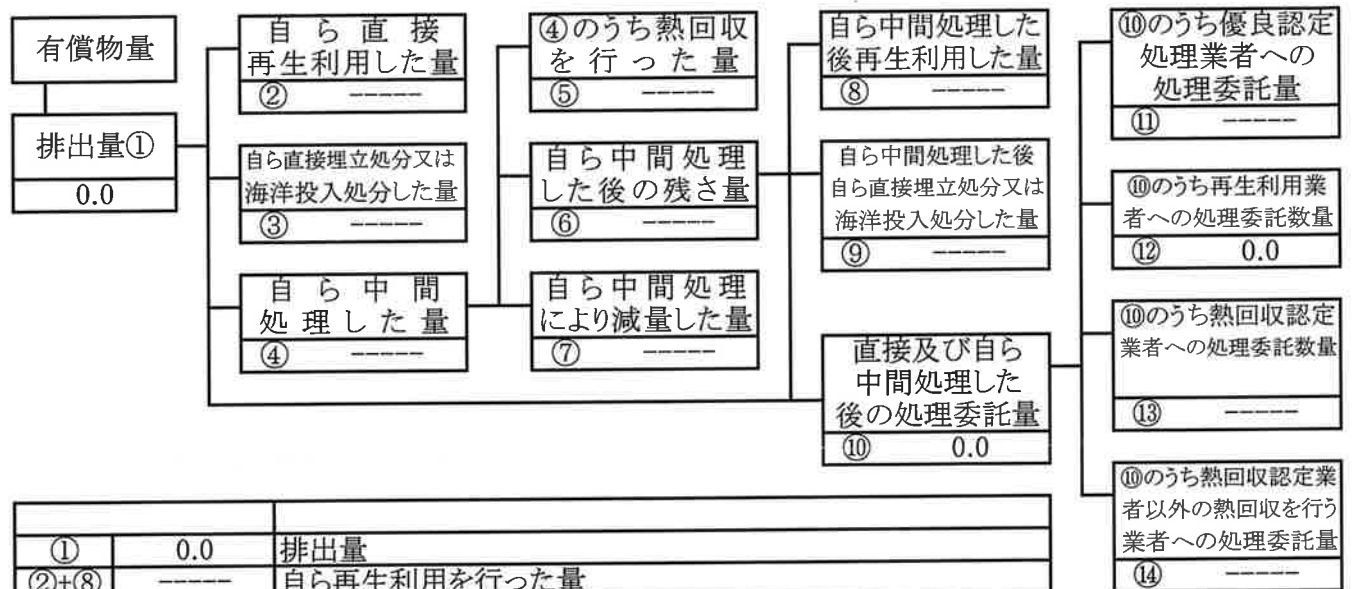 有償物量
排出量①
0.0
自ら直接
再生利用した量
② -----
自ら直接埋立処分又は
海洋投入処分した量
③ -----
自ら中間
処理した量
④ -----
④のうち熱回収
を行った量
⑤ -----
自ら中間処理
した後の残さ量
⑥ -----
自ら中間処理
により減量した量
⑦ -----
自ら中間処理した
後再生利用した量
⑧ -----
自ら中間処理した後
自ら直接埋立処分又は
海洋投入処分した量
⑨ -----
直接及び自ら
中間処理した
後の処理委託量
⑩ 0.0
⑩のうち優良認定
処理業者への
処理委託量
⑪ -----
⑩のうち再生利用業
者への処理委託数量
⑫ 0.0
⑩のうち熱回収認定
業者への処理委託数量
⑬ -----
⑩のうち熱回収認定業
者以外の熱回収を行う
業者への処理委託量
⑭ -----
① 0.0 排出量
②+⑧ ----- 自ら再生利用を行った量